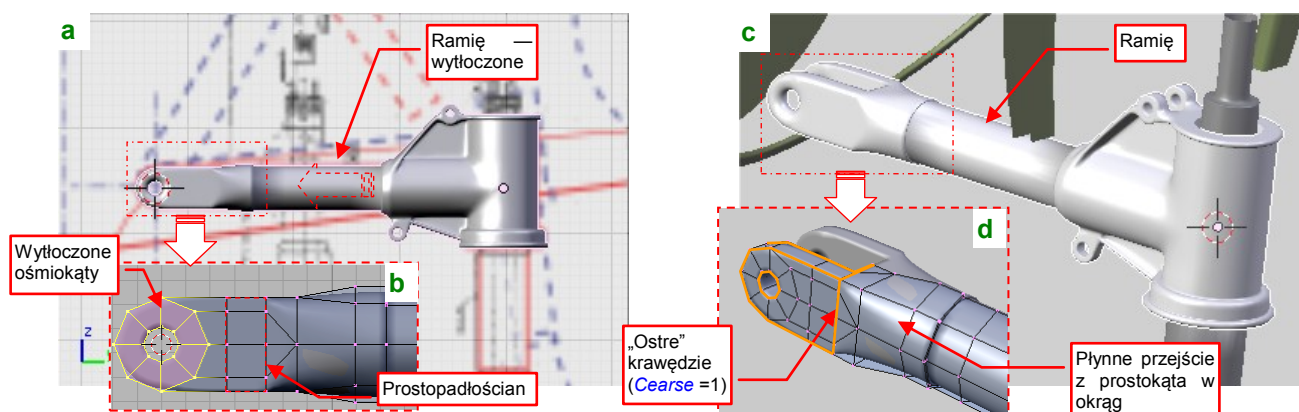 a
Ramię —
wytłoczone
Wytłoczone
ośmiokąty
b
z
Prostopadłościan
c
Ramię
d
„Ostre”
krawędzie
(Cearse =1)
Płynne przejście
z prostokąta w
okrąg